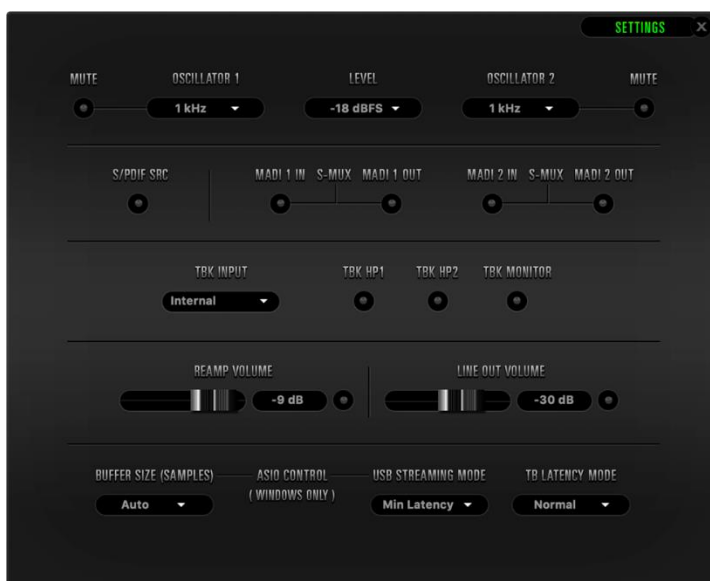 SETTINGS X
MUTE OSCILLATOR 1 LEVEL OSCILLATOR 2 MUTE
1 kHz -18 dBFS 1 kHz
S/PDIF SRC MADI 1 IN S-MUX MADI 1 OUT MADI 2 IN S-MUX MADI 2 OUT
TBK INPUT TBK HP1 TBK HP2 TBK MONITOR
Internal
REAMP VOLUME LINE OUT VOLUME
-9 dB -30 dB
BUFFER SIZE (SAMPLES) ASIO CONTROL USB STREAMING MODE TB LATENCY MODE
( WINDOWS ONLY )
Auto Min Latency Normal